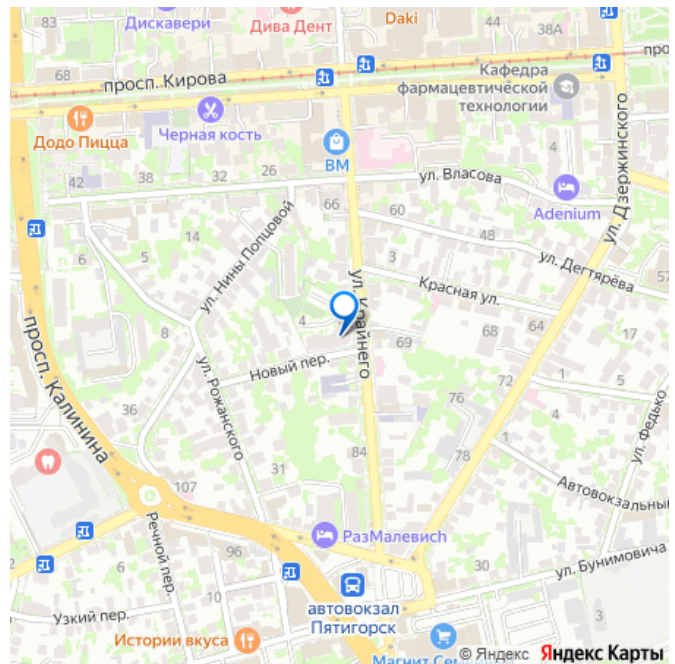 83
Дискавери
Дива Дент
Daki
44
38А
68
просп. Кирова
про
Кафедра
фармацевтической
технологии
Додо Пицца
Черная кость
ВМ
4
42
38
32
26
ул. Власова
Adenium
ул. Дзержинского
66
60
48
6
5
14
ул. Нины Попцовой
ул. Крайнего
3
ул. Дегтярёва
57
Красная ул.
8
4
69
68
64
просп. Калинина
ул. Рожанского
Новый пер.
72
1
17
5
ул. Федько
36
76
1
84
78
31
107
Автовокзальный
Речной пер.
РазМалевич
96
10
автовокзал
Пятигорск
30
ул. Бунимовича
Узкий пер.
3
Истории вкуса
Магнит Сем
© Яндекс Яндекс Карты